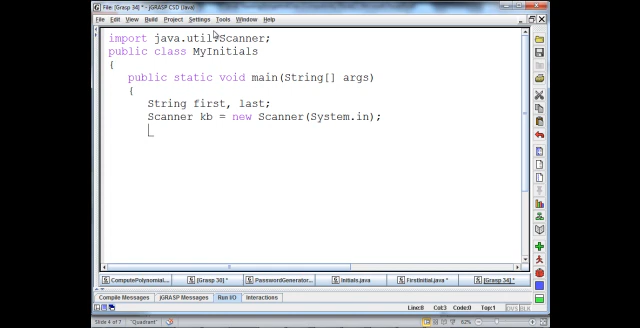 File: [Grasp 34] * - jGRASP CSD (Java)
File Edit View Build Project Settings Tools Window Help
import java.util.Scanner;
public class MyInitials
{
public static void main(String[] args)
{
String first, last;
Scanner kb = new Scanner(System.in);
ComputePolynomial... [Grasp 30] * PasswordGenerator... Initials.java FirstInitial.java * [Grasp 34] *
Compile Messages jGRASP Messages Run I/O Interactions
Line:8 Col:3 Code:0 Top:1 OVS BLK
Slide 4 of 7 "Quadrant" 62%